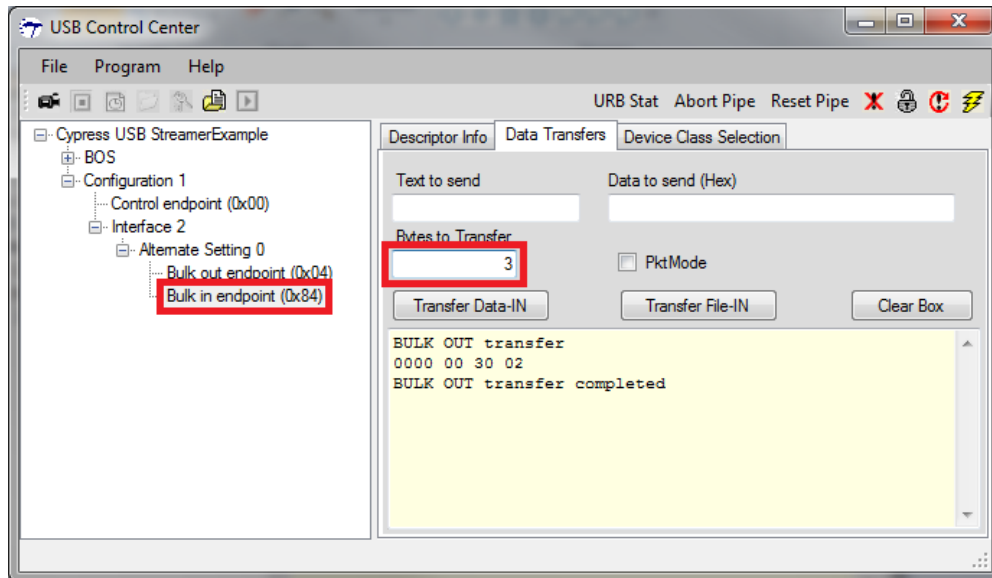 USB Control Center
File Program Help
URB Stat Abort Pipe Reset Pipe
Cypress USB StreamerExample
BOS
Configuration 1
Control endpoint (0x00)
Interface 2
Alternate Setting 0
Bulk out endpoint (0x04)
Bulk in endpoint (0x84)
Descriptor Info Data Transfers Device Class Selection
Text to send Data to send (Hex)
Bytes to Transfer
3 PktMode
Transfer Data-IN Transfer File-IN Clear Box
BULK OUT transfer
0000 00 30 02
BULK OUT transfer completed